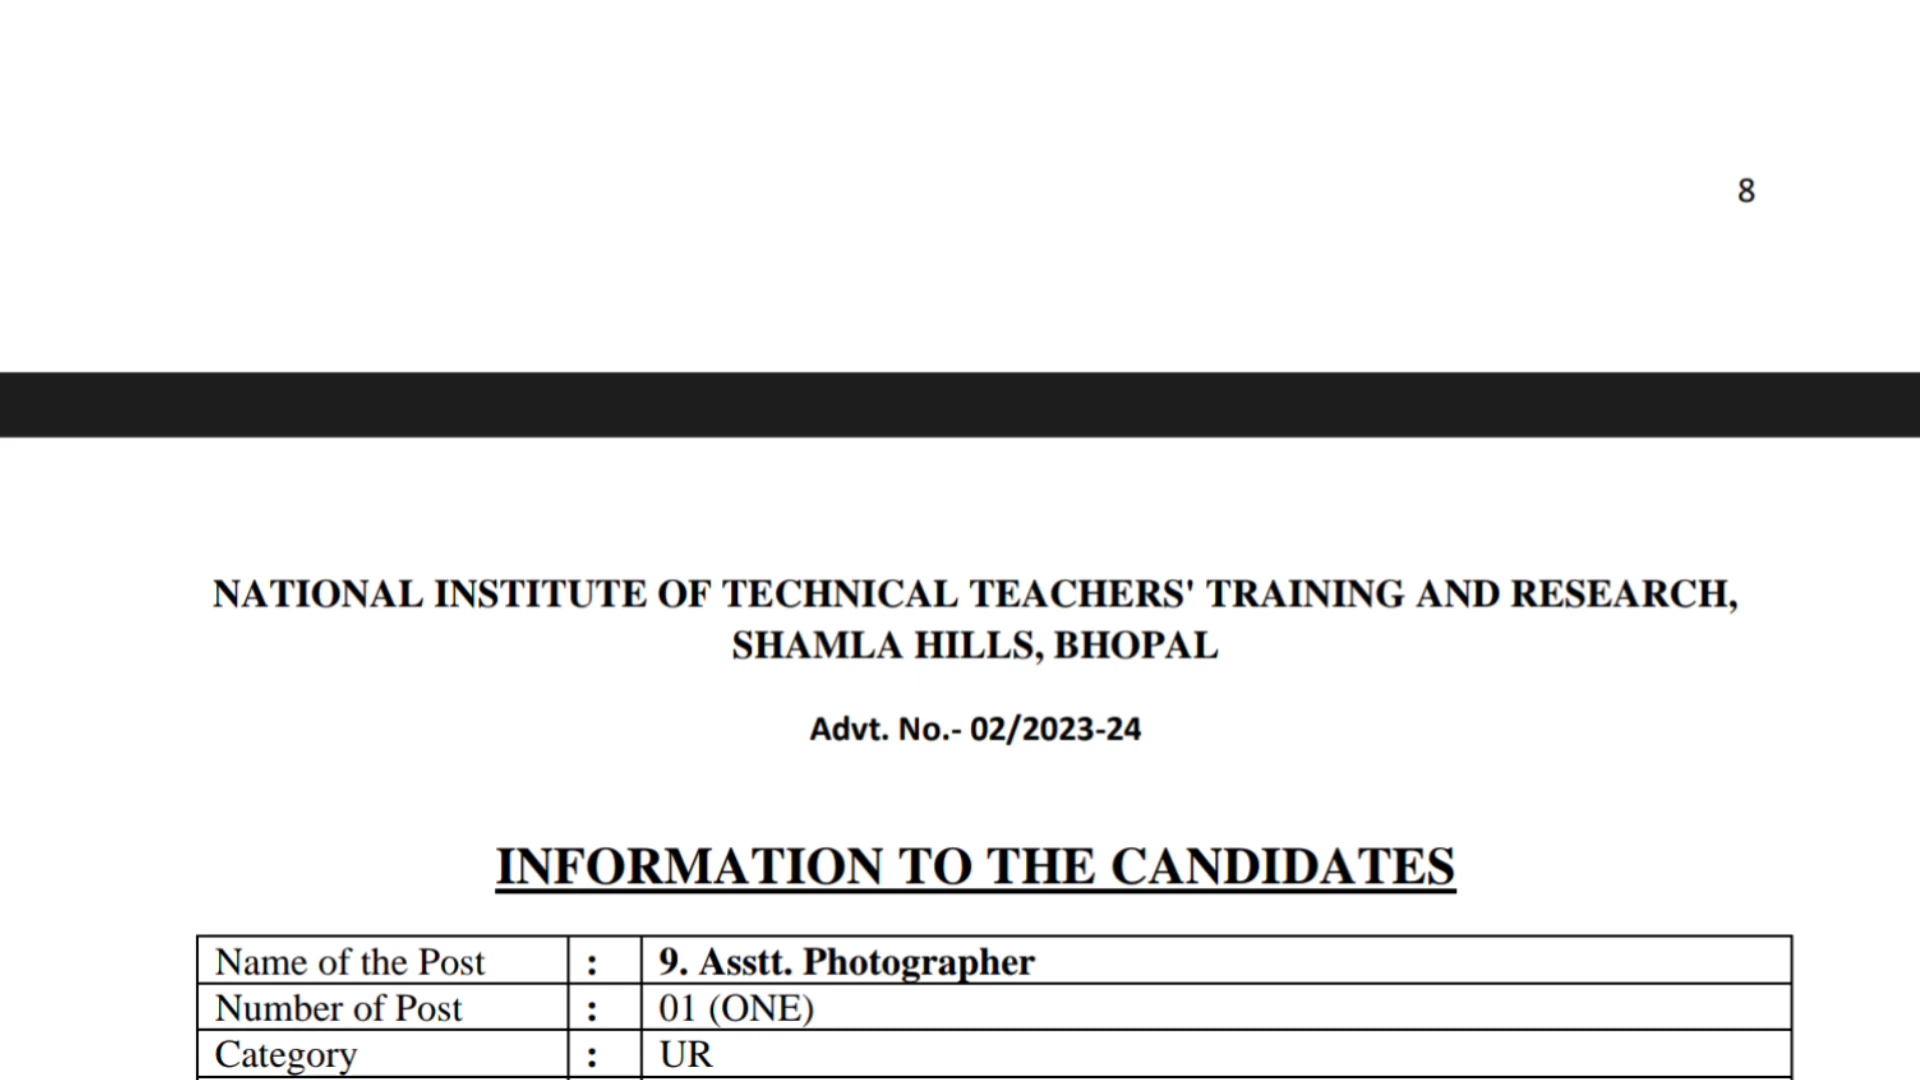 8
NATIONAL INSTITUTE OF TECHNICAL TEACHERS' TRAINING AND RESEARCH,
SHAMLA HILLS, BHOPAL
Advt. No.- 02/2023-24
INFORMATION TO THE CANDIDATES
Name of the Post : 9. Asstt. Photographer
Number of Post : 01 (ONE)
Category : UR